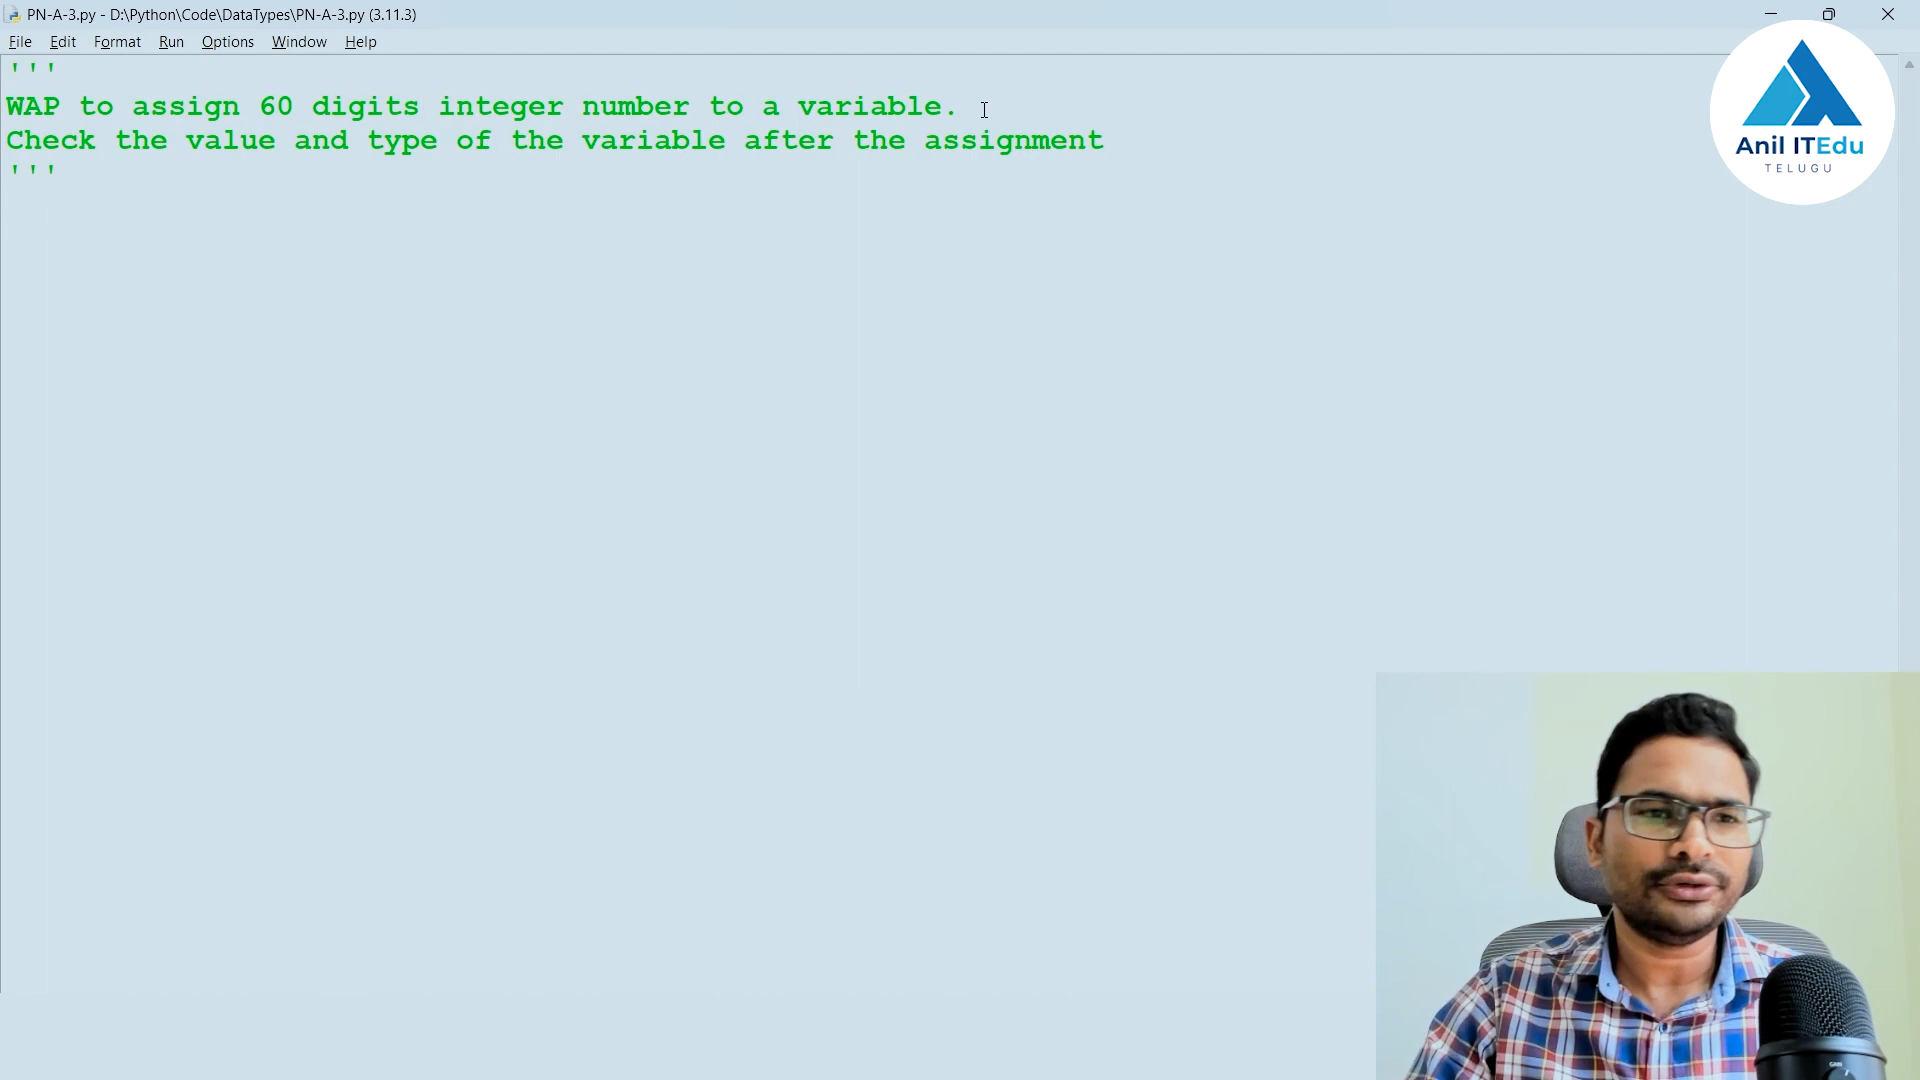 PN-A-3.py - D:\Python\Code\DataTypes\PN-A-3.py (3.11.3)
File Edit Format Run Options Window Help
'''
WAP to assign 60 digits integer number to a variable.
Check the value and type of the variable after the assignment
'''
Anil ITEdu
TELUGU